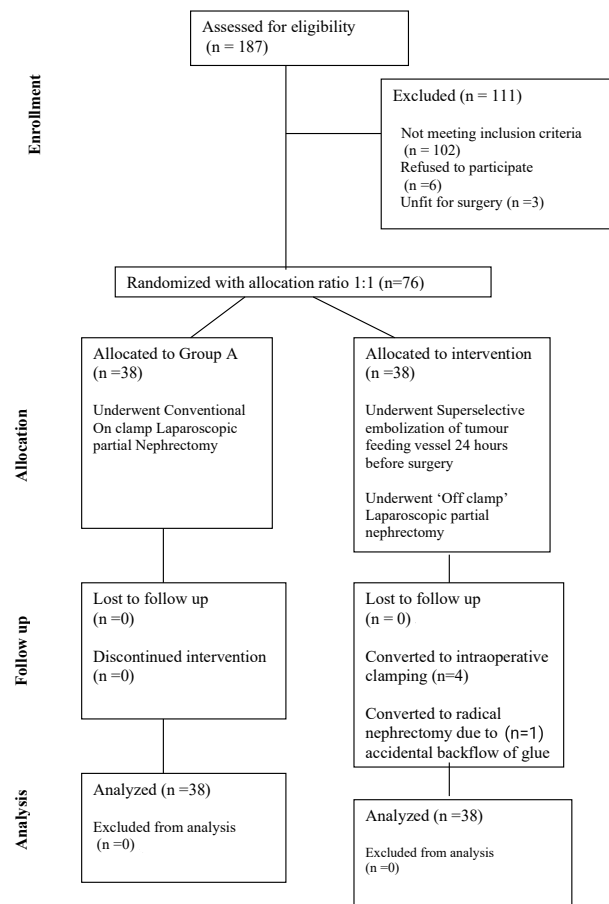 Assessed for eligibility
(n = 187)
Enrollment
Excluded (n = 111)
Not meeting inclusion criteria
(n = 102)
Refused to participate
(n =6)
Unfit for surgery (n =3)
Randomized with allocation ratio 1:1 (n=76)
Allocation
Allocated to Group A
(n =38)
Underwent Conventional
On clamp Laparoscopic
partial Nephrectomy
Allocated to intervention
(n =38)
Underwent Superselective
embolization of tumour
feeding vessel 24 hours
before surgery
Underwent ‘Off clamp’
Laparoscopic partial
nephrectomy
Follow up
Lost to follow up
(n =0)
Discontinued intervention
(n =0)
Lost to follow up
(n = 0)
Converted to intraoperative
clamping (n=4)
Converted to radical
nephrectomy due to (n=1)
accidental backflow of glue
Analysis
Analyzed (n =38)
Excluded from analysis
(n =0)
Analyzed (n =38)
Excluded from analysis
(n =0)